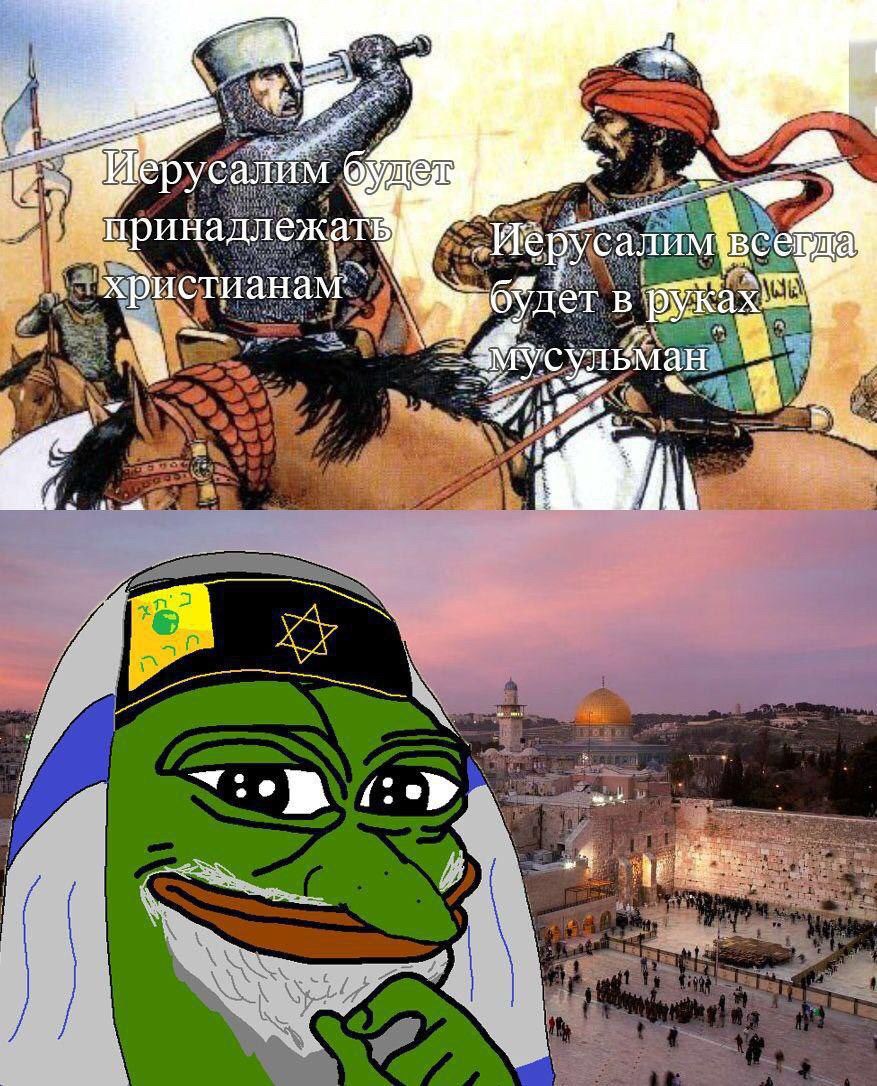 Иерусалим будет
принадлежать
христианам
Иерусалим всегда
будет в руках
мусульман